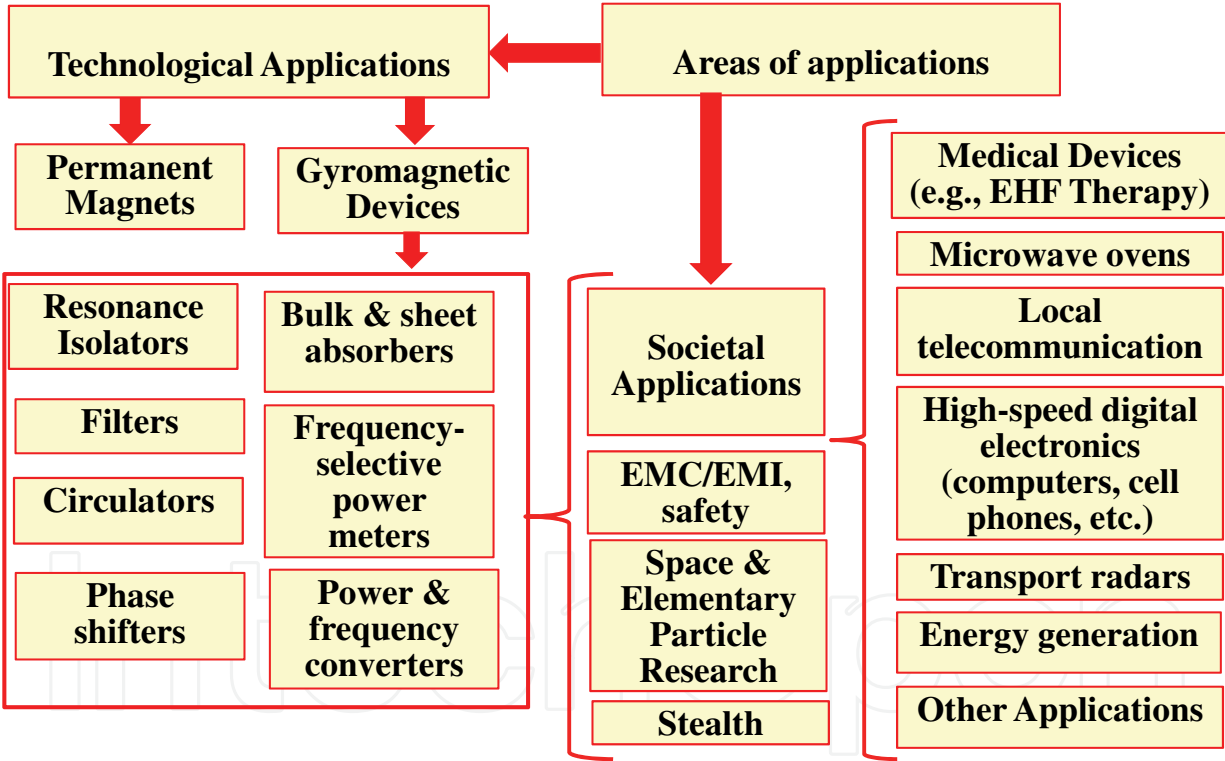 Technological Applications
Areas of applications
Permanent
Magnets
Gyromagnetic
Devices
Resonance
Isolators
Filters
Circulators
Phase
shifters
Bulk & sheet
absorbers
Frequency-
selective
power
meters
Power &
frequency
converters
Societal
Applications
EMC/EMI,
safety
Space &
Elementary
Particle
Research
Stealth
Medical Devices
(e.g., EHF Therapy)
Microwave ovens
Local
telecommunication
High-speed digital
electronics
(computers, cell
phones, etc.)
Transport radars
Energy generation
Other Applications
IntechOpen